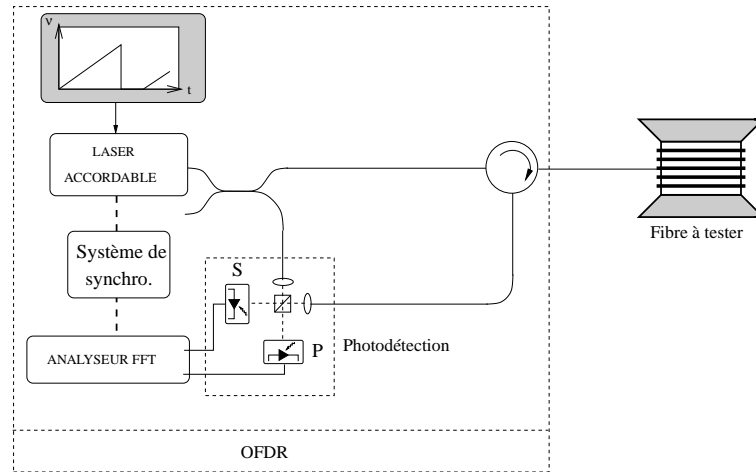 ν
t
LASER
ACCORDABLE
Système de
synchro.
ANALYSEUR FFT
S
P
Photodétection
Fibre à tester
OFDR